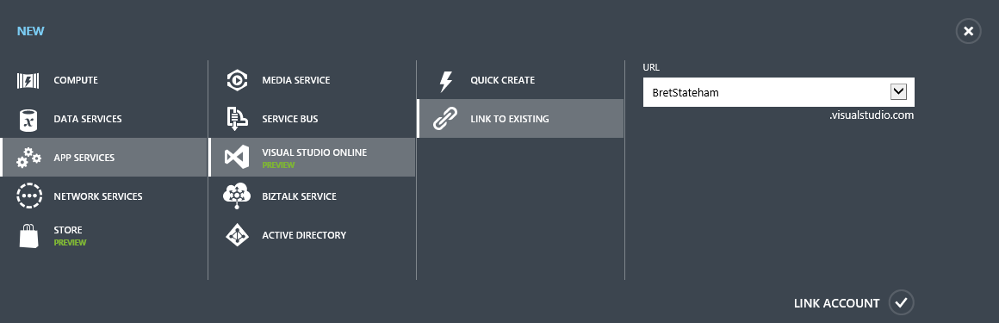 NEW
COMPUTE
DATA SERVICES
APP SERVICES
NETWORK SERVICES
STORE
PREVIEW
MEDIA SERVICE
SERVICE BUS
VISUAL STUDIO ONLINE
PREVIEW
BIZTALK SERVICE
ACTIVE DIRECTORY
QUICK CREATE
LINK TO EXISTING
URL
BretStateham
.visualstudio.com
LINK ACCOUNT